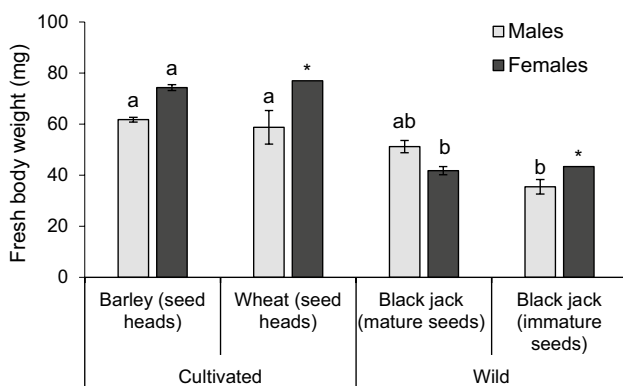 100
80
60
40
20
0
Fresh body weight (mg)
Males
Females
a
a
a
*
ab
b
b
*
Barley (seed
heads)
Wheat (seed
heads)
Black jack
(mature seeds)
Black jack
(immature
seeds)
Cultivated
Wild